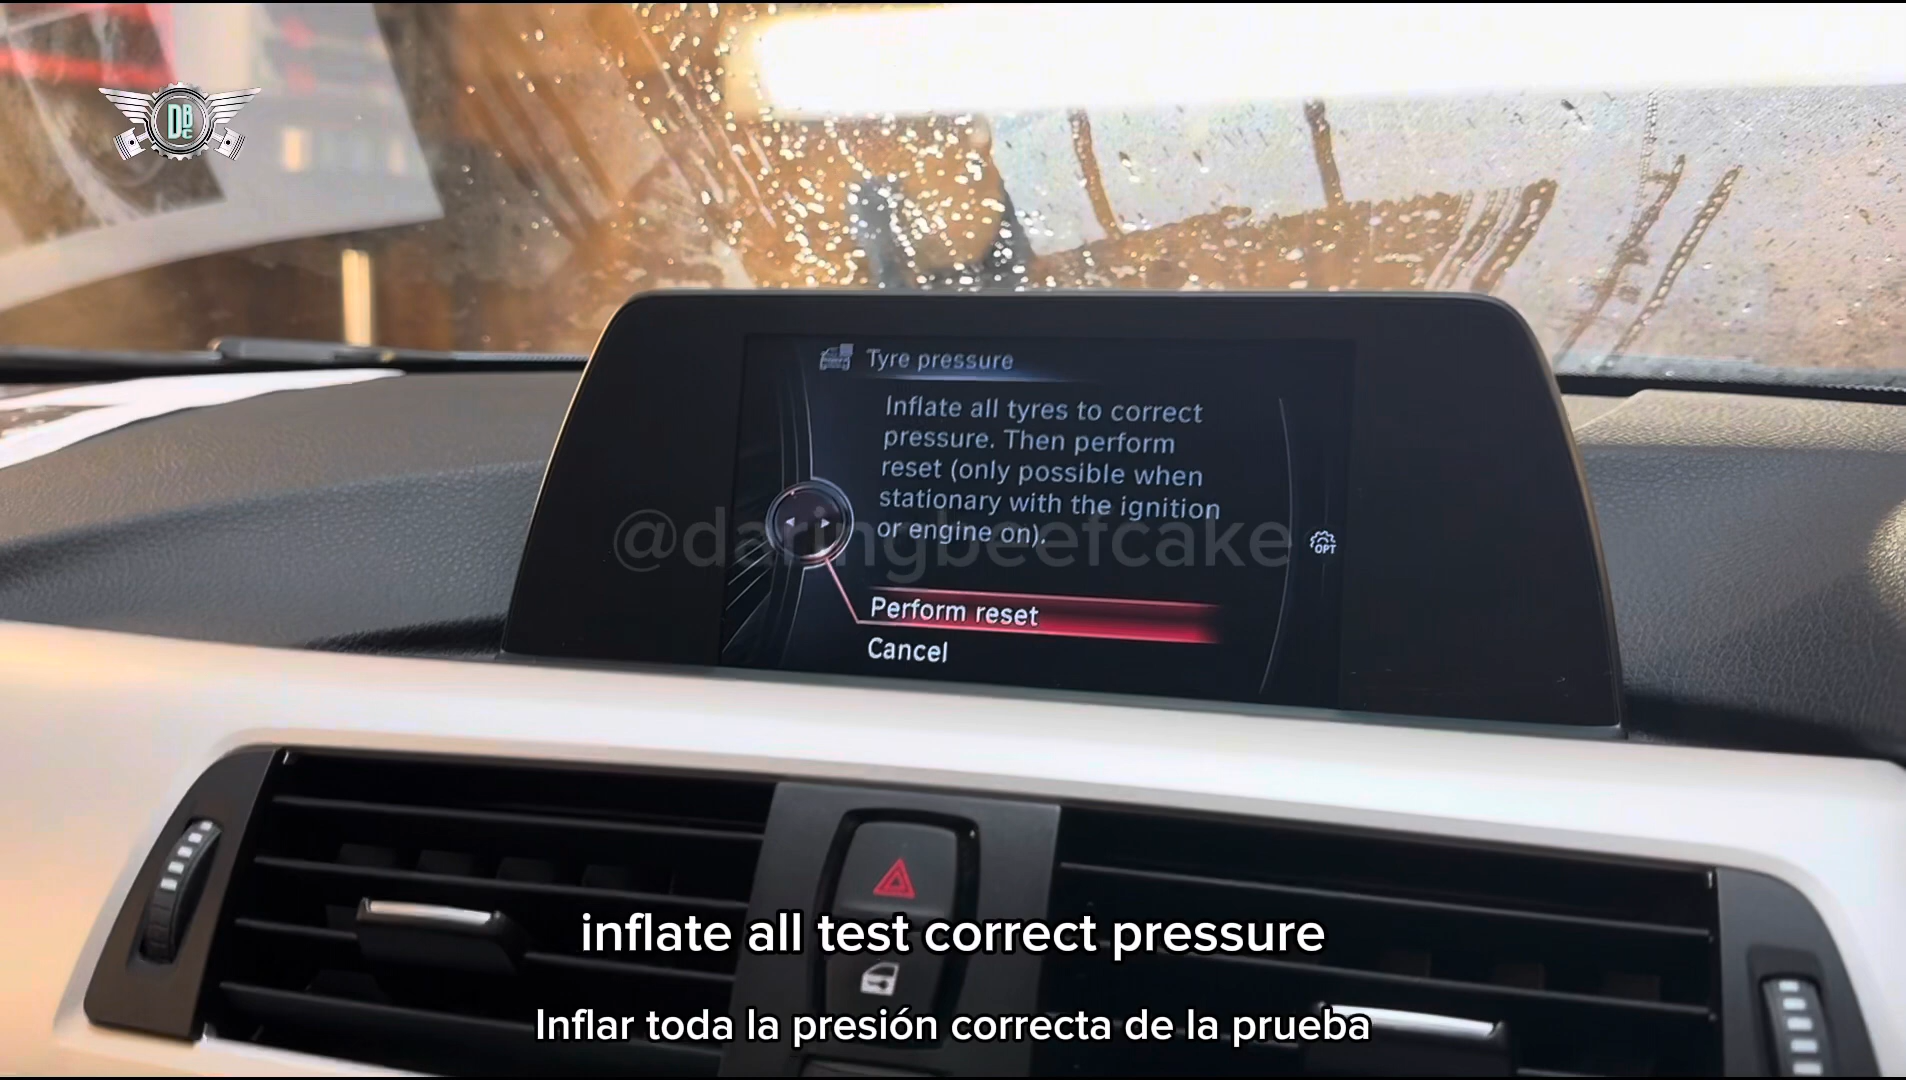 DBC
Tyre pressure
Inflate all tyres to correct
pressure. Then perform
reset (only possible when
stationary with the ignition
or engine on).
@daringbeefcake
OPT
Perform reset
Cancel
inflate all test correct pressure
Inflar toda la presión correcta de la prueba